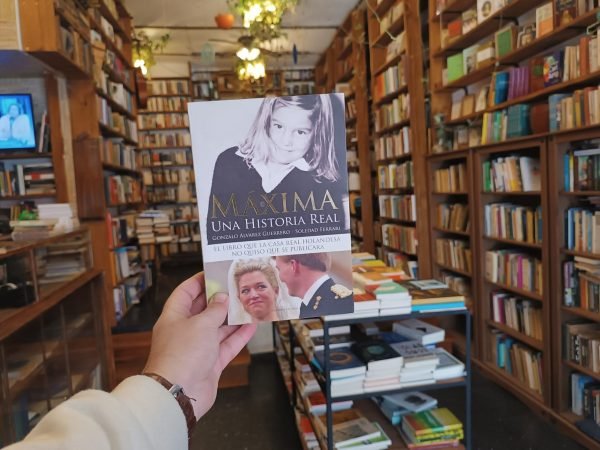 MÁXIMA
UNA HISTORIA REAL
GONZALO ÁLVAREZ GUERRERO · SOLEDAD FERRARI
EL LIBRO QUE LA CASA REAL HOLANDESA
NO QUISO QUE SE PUBLICARA